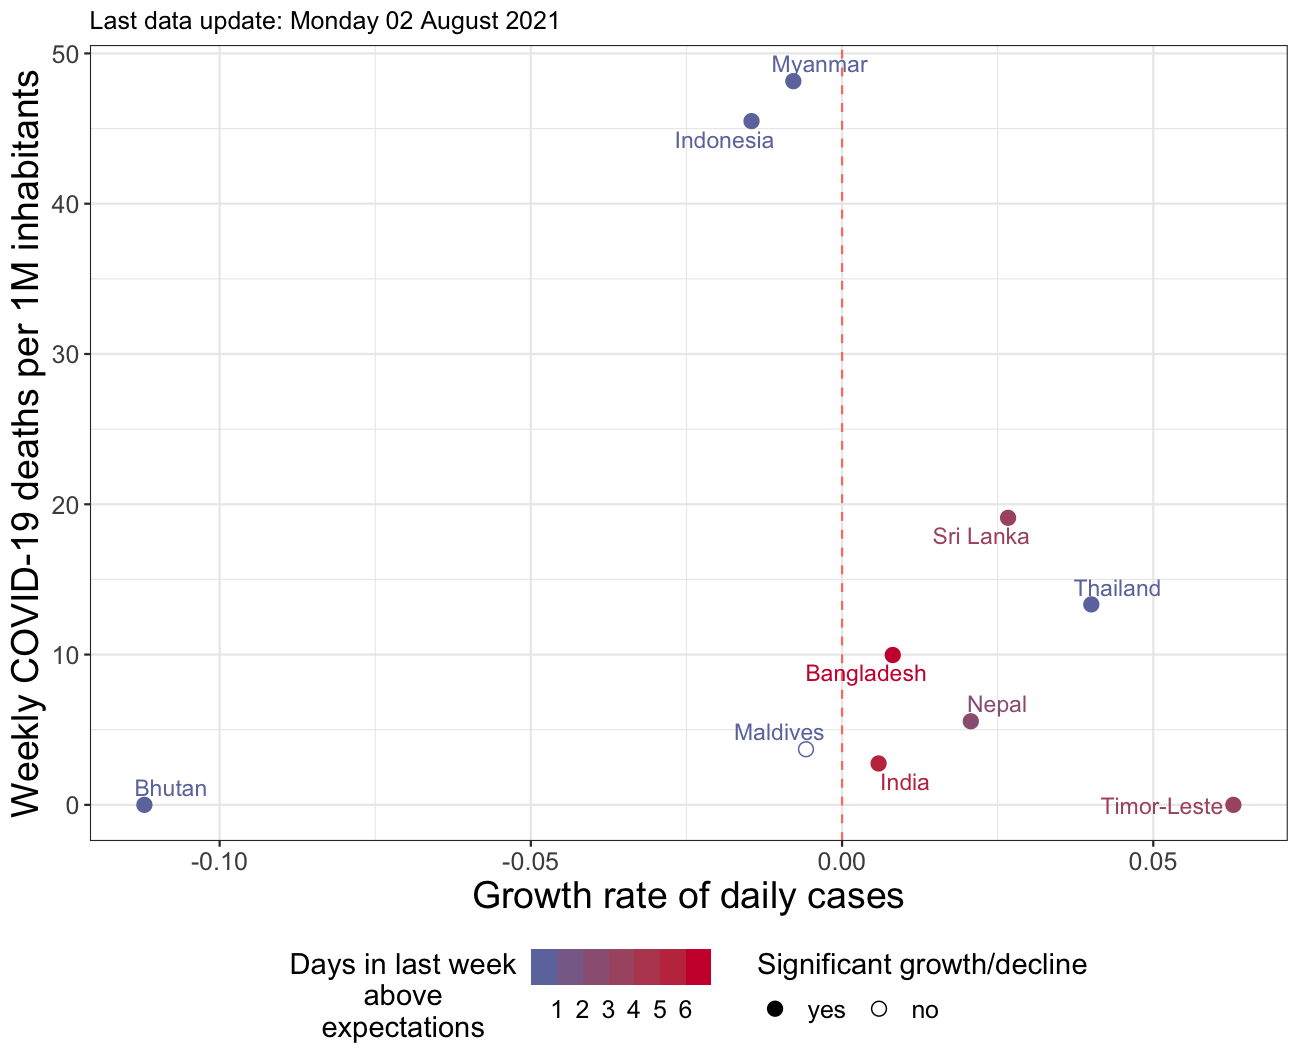 Last data update: Monday 02 August 2021
Weekly COVID-19 deaths per 1M inhabitants
50
40
30
20
10
0
Myanmar
Indonesia
Sri Lanka
Thailand
Bangladesh
Nepal
Maldives
India
Bhutan
Timor-Leste
-0.10 -0.05 0.00 0.05
Growth rate of daily cases
Days in last week
above
expectations
1 2 3 4 5 6
Significant growth/decline
yes no